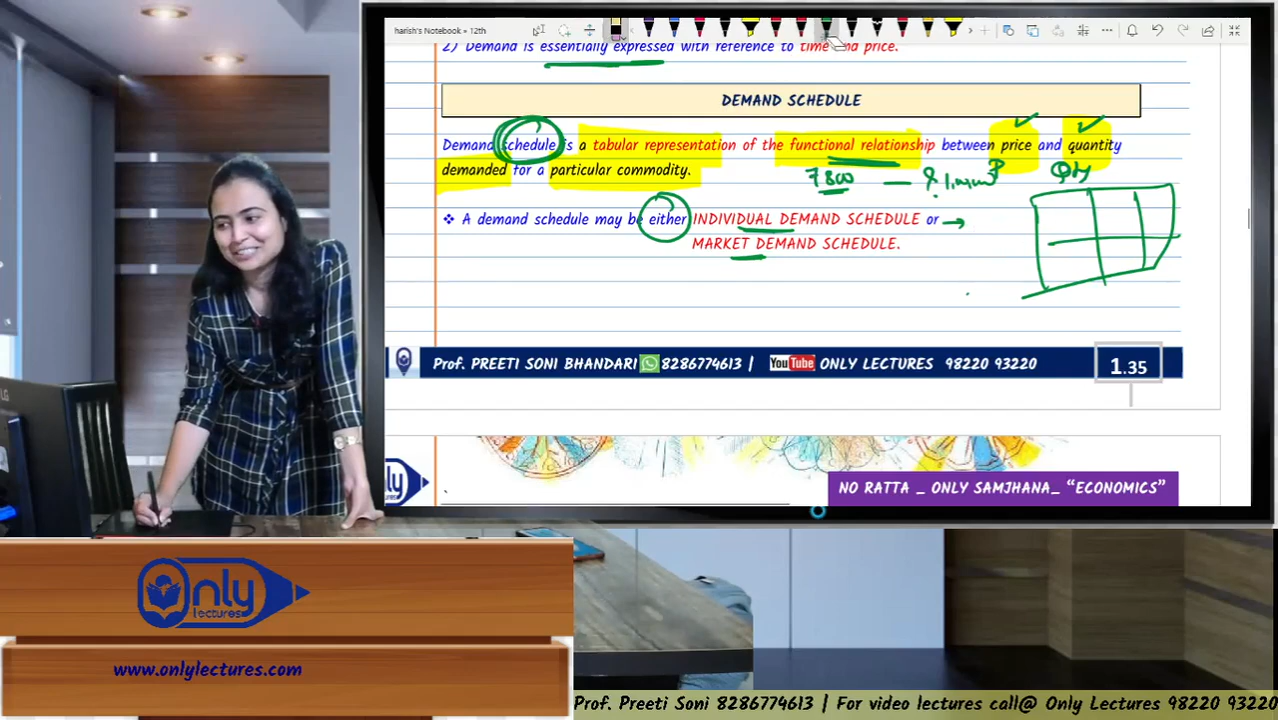 harish's Notebook » 12th
2) Demand is essentially expressed with reference to time and price.
DEMAND SCHEDULE
Demand schedule is a tabular representation of the functional relationship between price and quantity
demanded for a particular commodity.
P Qty
❖ A demand schedule may be either INDIVIDUAL DEMAND SCHEDULE or
MARKET DEMAND SCHEDULE.
Prof. PREETI SONI BHANDARI 8286774613 | YouTube ONLY LECTURES 98220 93220
1.35
nly
NO RATTA _ ONLY SAMJHANA_ “ECONOMICS”
Only
lectures
www.onlylectures.com
Prof. Preeti Soni 8286774613 | For video lectures call@ Only Lectures 98220 93220